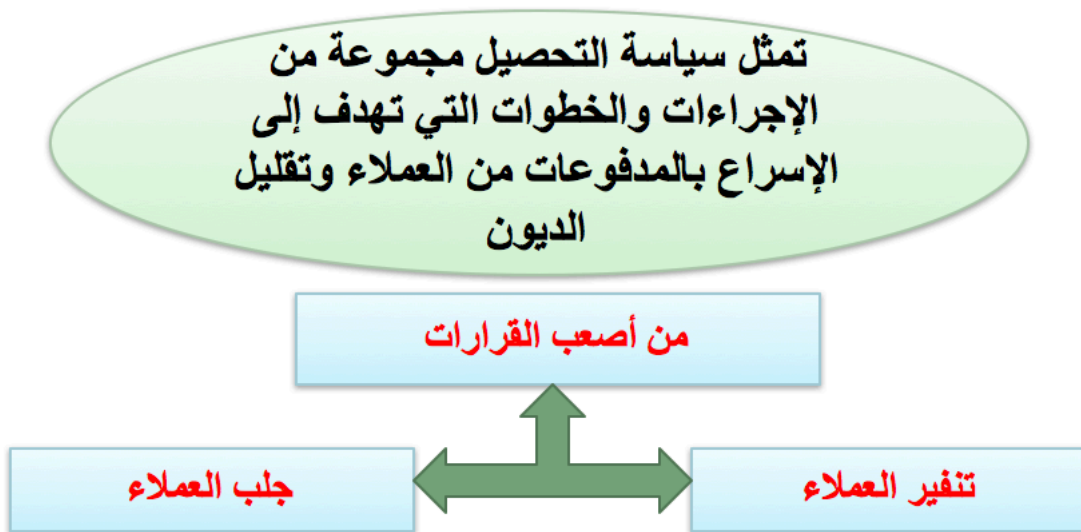 تمثل سياسة التحصيل مجموعة من
الإجراءات والخطوات التي تهدف إلى
الإسراع بالمدفوعات من العملاء وتقليل
الديون
من أصعب القرارات
تنفير العملاء
جلب العملاء